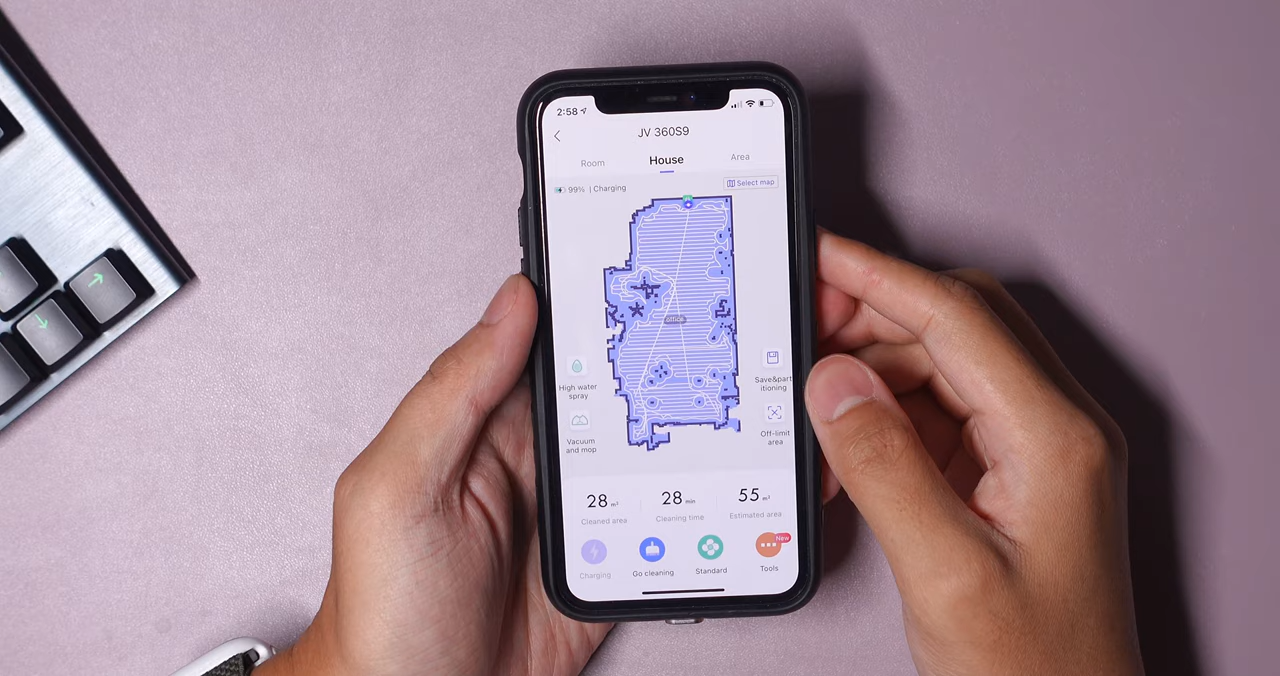 2:58
JV 360S9
Room House Area
99% | Charging
Select map
High water
spray
Vacuum
and mop
Save&part
itioning
Off-limit
area
28 m² 28 min 55 m²
Cleaned area Cleaning time Estimated area
New
Charging Go cleaning Standard Tools